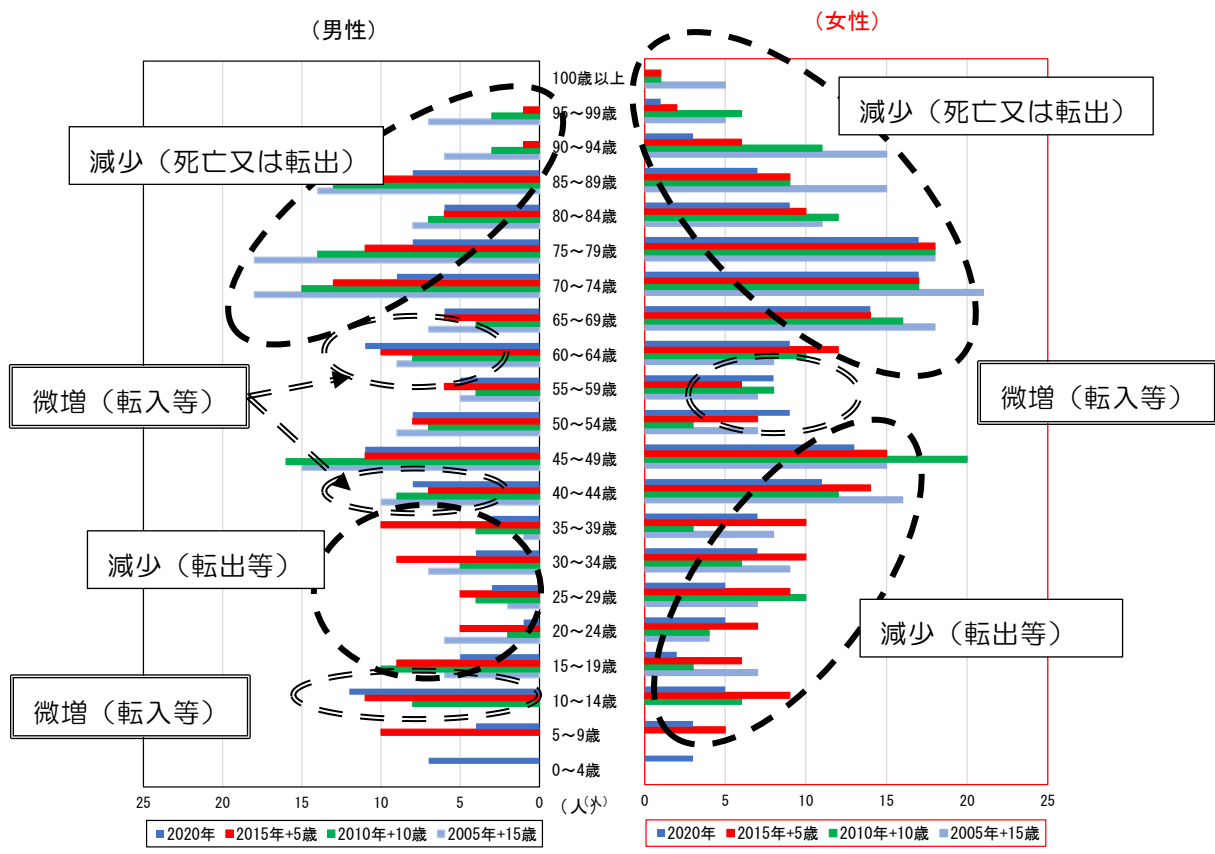 （男性）
（女性）
減少（死亡又は転出）
減少（死亡又は転出）
微増（転入等）
微増（転入等）
減少（転出等）
減少（転出等）
微増（転入等）
100歳以上
95～99歳
90～94歳
85～89歳
80～84歳
75～79歳
70～74歳
65～69歳
60～64歳
55～59歳
50～54歳
45～49歳
40～44歳
35～39歳
30～34歳
25～29歳
20～24歳
15～19歳
10～14歳
5～9歳
0～4歳
25 20 15 10 5 0
（人）
0 5 10 15 20 25
2020年 2015年+5歳 2010年+10歳 2005年+15歳
2020年 2015年+5歳 2010年+10歳 2005年+15歳